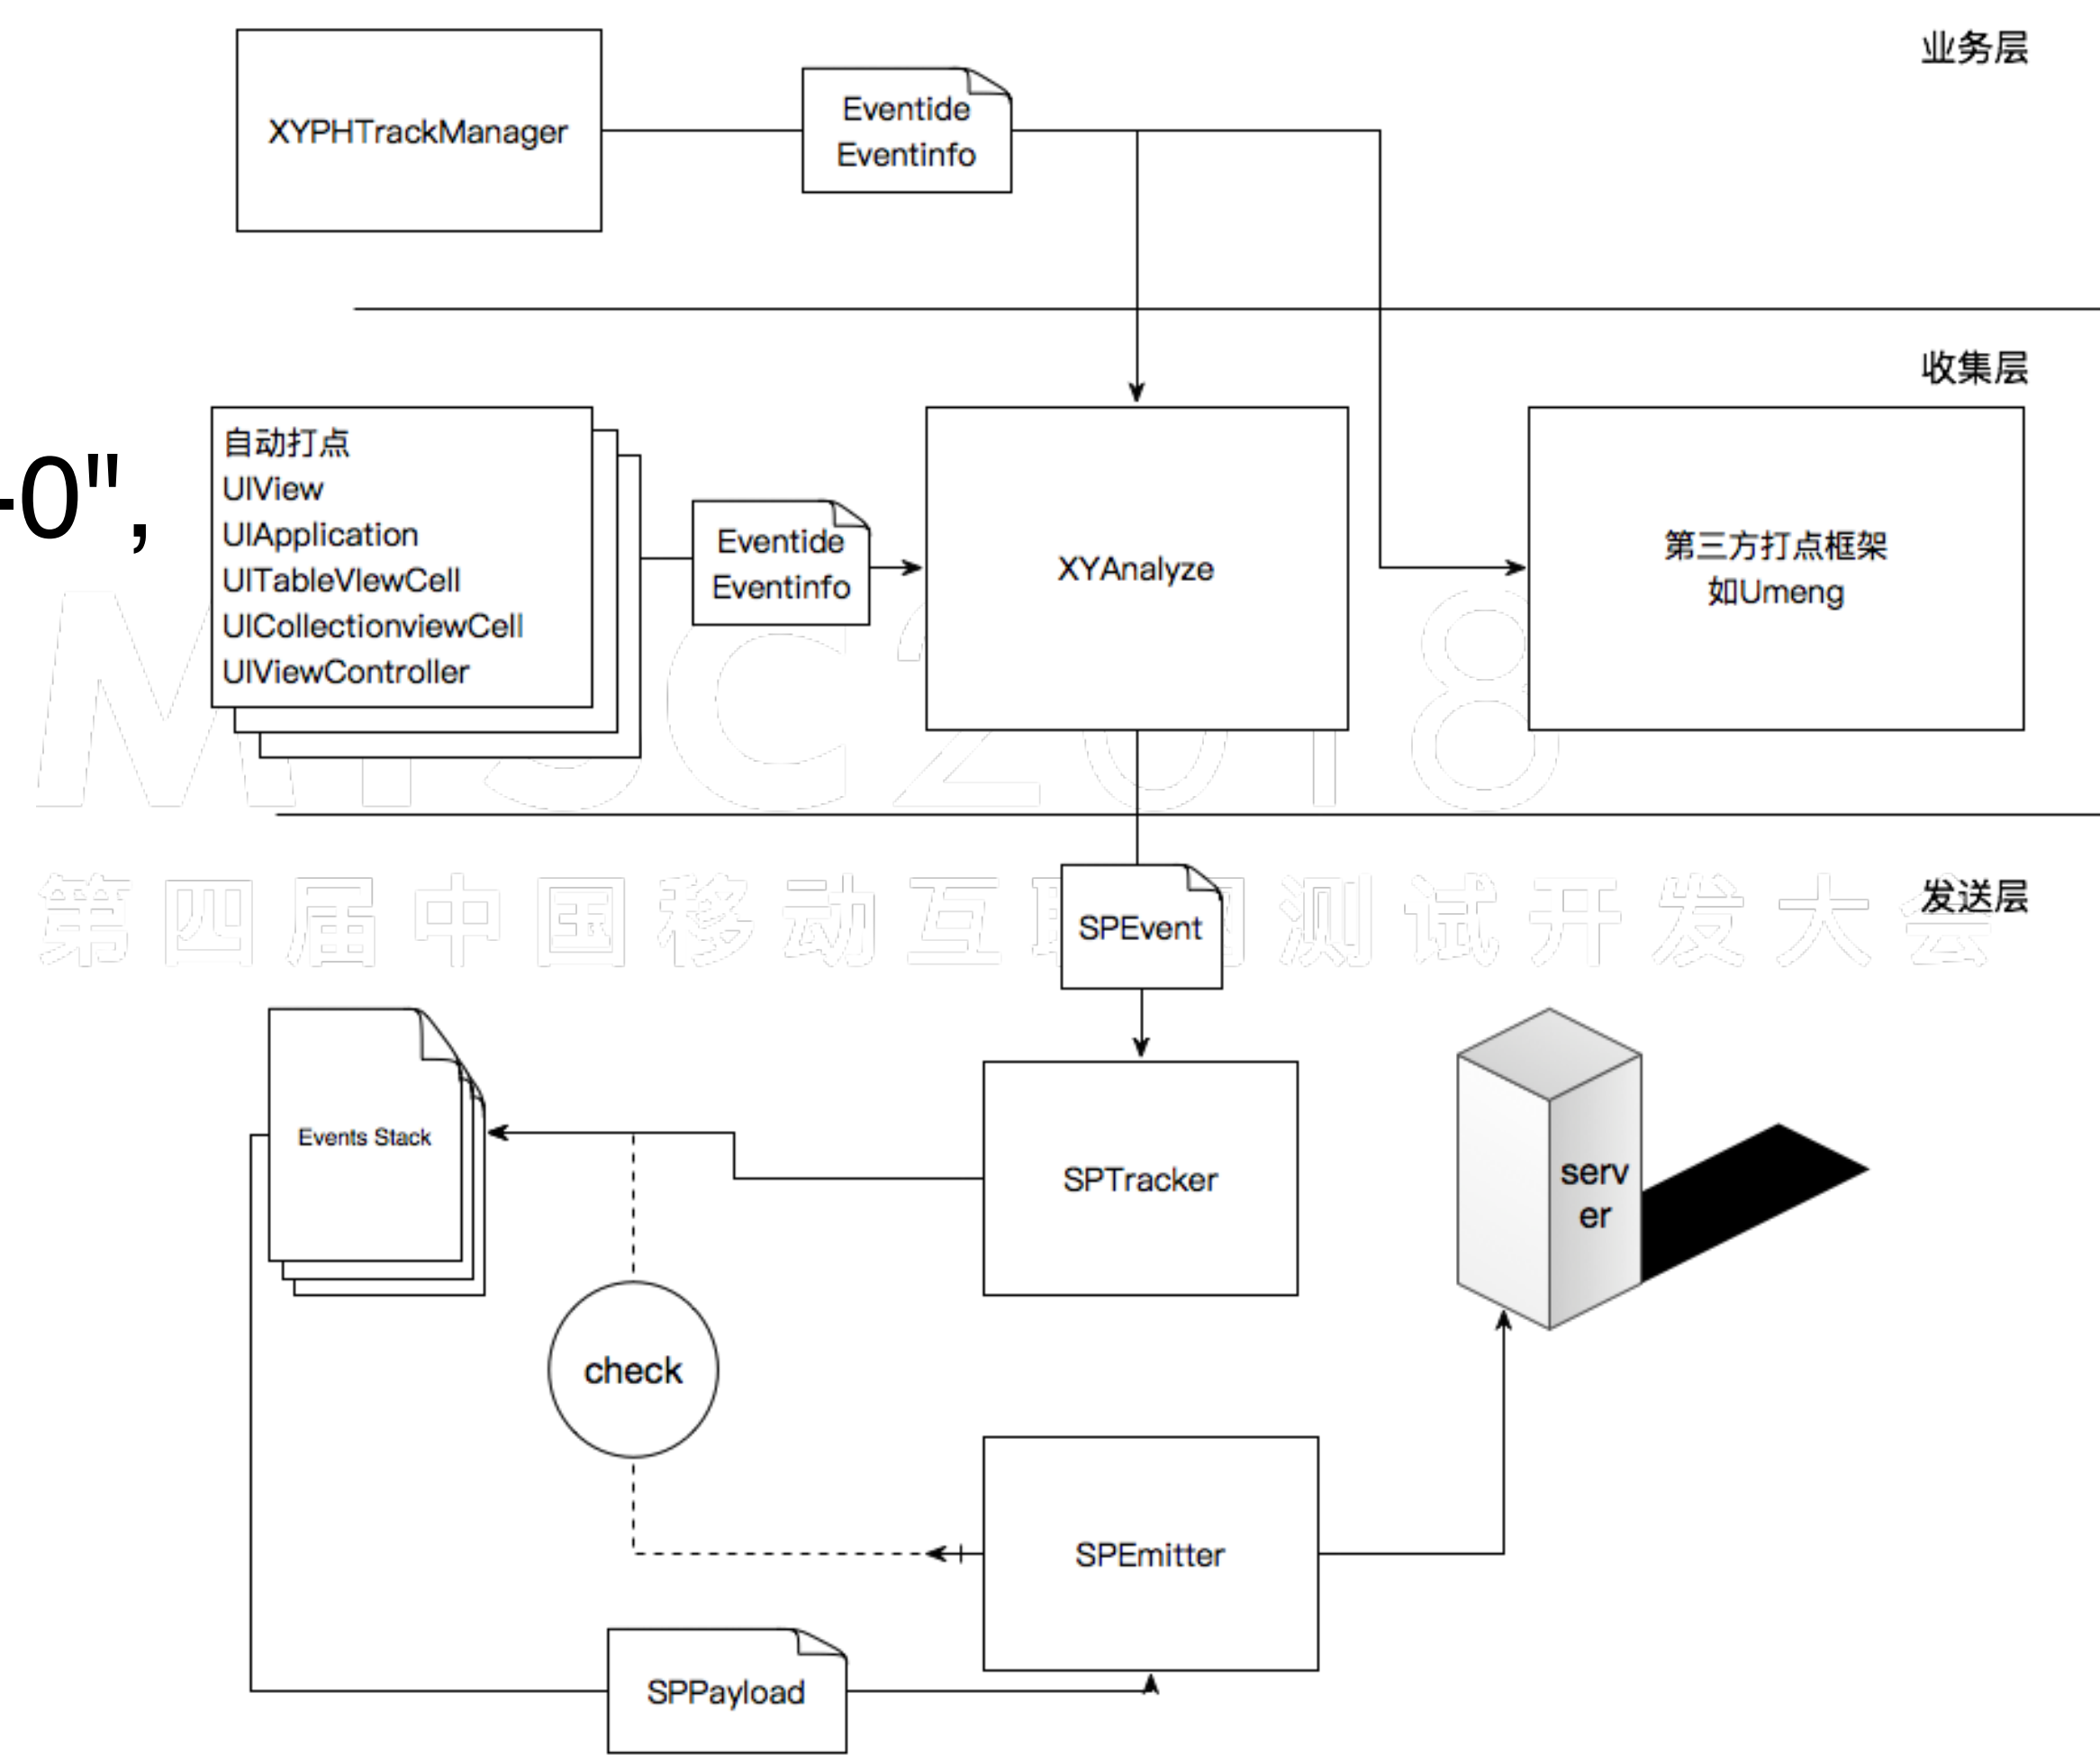 业务层
XYPHTrackManager
Eventide
Eventinfo
收集层
自动打点
UIView
UIApplication
UITableVIewCell
UICollectionviewCell
UIViewController
Eventide
Eventinfo
XYAnalyze
第三方打点框架
如Umeng
-0",
MTSC2018
第四届中国移动互联网测试开发大会
发送层
SPEvent
Events Stack
SPTracker
serv
er
check
SPEmitter
SPPayload